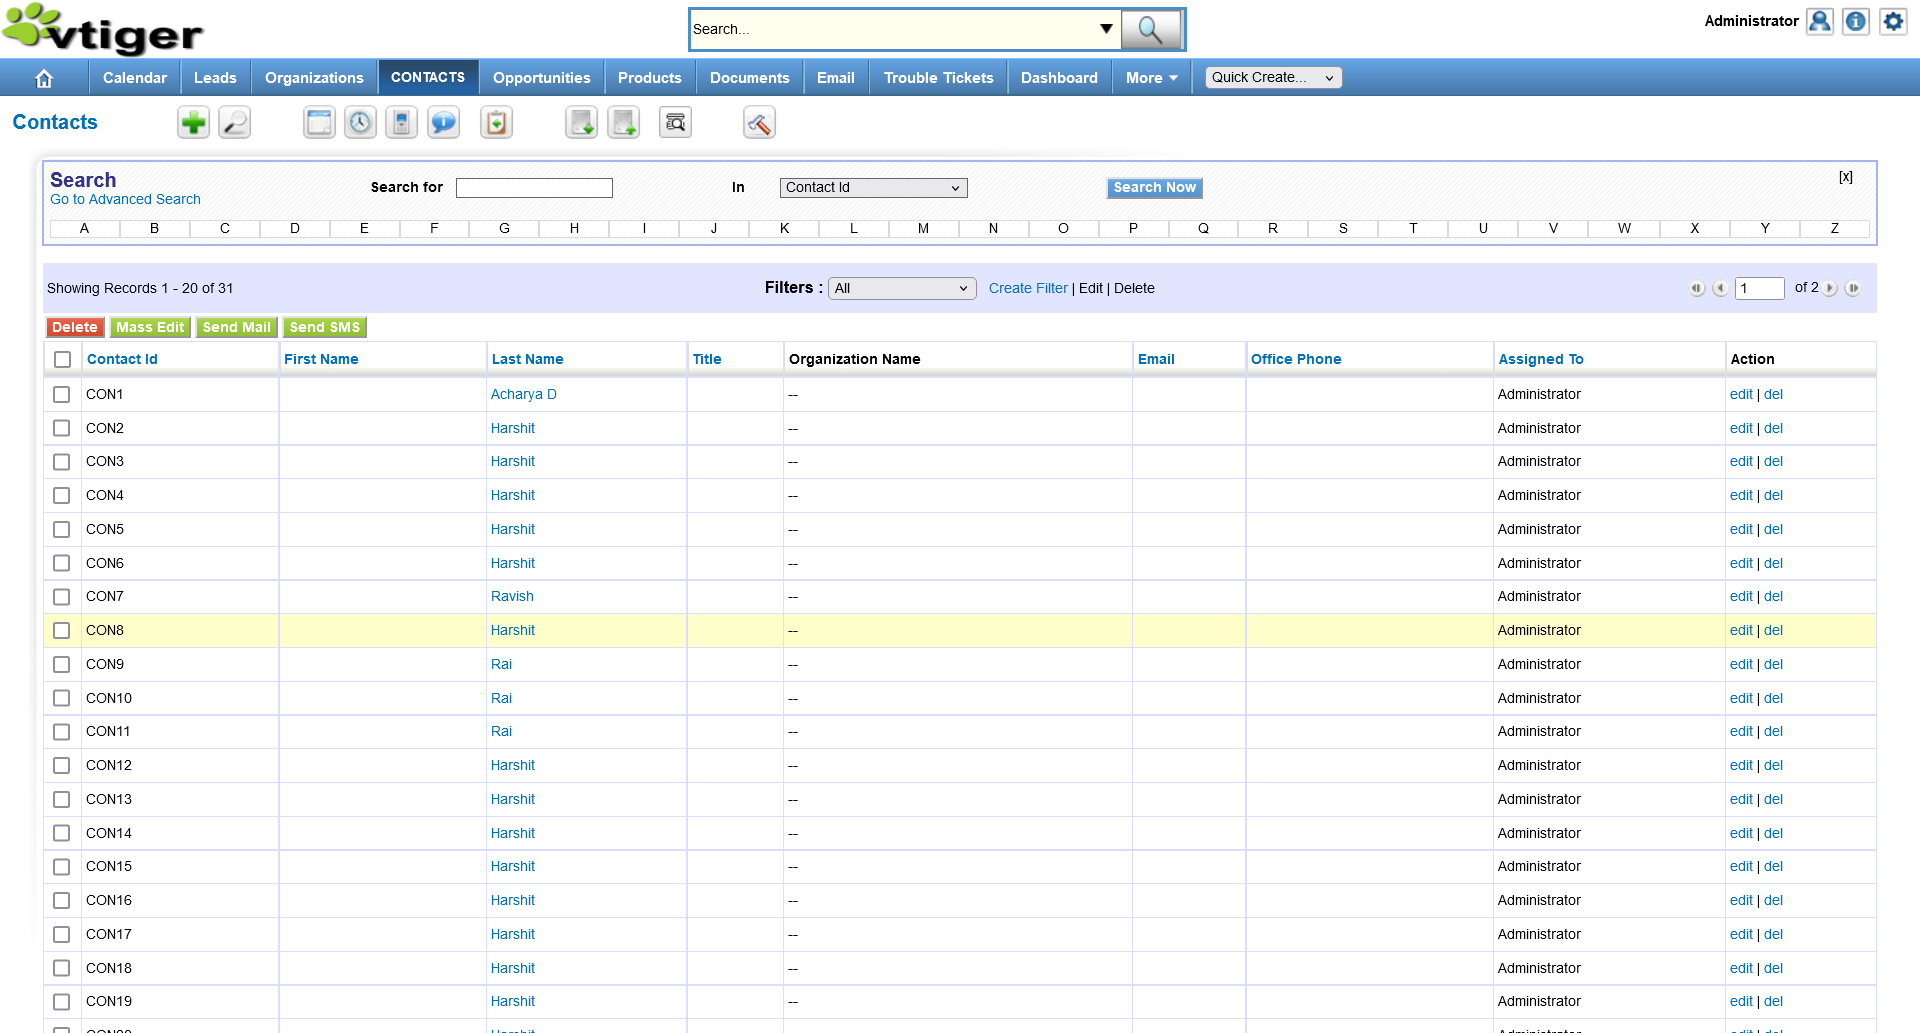 vtiger
Search...
Administrator
Calendar Leads Organizations CONTACTS Opportunities Products Documents Email Trouble Tickets Dashboard More Quick Create...
Contacts
Search
Go to Advanced Search
Search for In Contact Id Search Now [x]
A B C D E F G H I J K L M N O P Q R S T U V W X Y Z
Showing Records 1 - 20 of 31 Filters : All Create Filter | Edit | Delete 1 of 2
Delete Mass Edit Send Mail Send SMS
Contact Id First Name Last Name Title Organization Name Email Office Phone Assigned To Action
CON1 Acharya D -- Administrator edit | del
CON2 Harshit -- Administrator edit | del
CON3 Harshit -- Administrator edit | del
CON4 Harshit -- Administrator edit | del
CON5 Harshit -- Administrator edit | del
CON6 Harshit -- Administrator edit | del
CON7 Ravish -- Administrator edit | del
CON8 Harshit -- Administrator edit | del
CON9 Rai -- Administrator edit | del
CON10 Rai -- Administrator edit | del
CON11 Rai -- Administrator edit | del
CON12 Harshit -- Administrator edit | del
CON13 Harshit -- Administrator edit | del
CON14 Harshit -- Administrator edit | del
CON15 Harshit -- Administrator edit | del
CON16 Harshit -- Administrator edit | del
CON17 Harshit -- Administrator edit | del
CON18 Harshit -- Administrator edit | del
CON19 Harshit -- Administrator edit | del